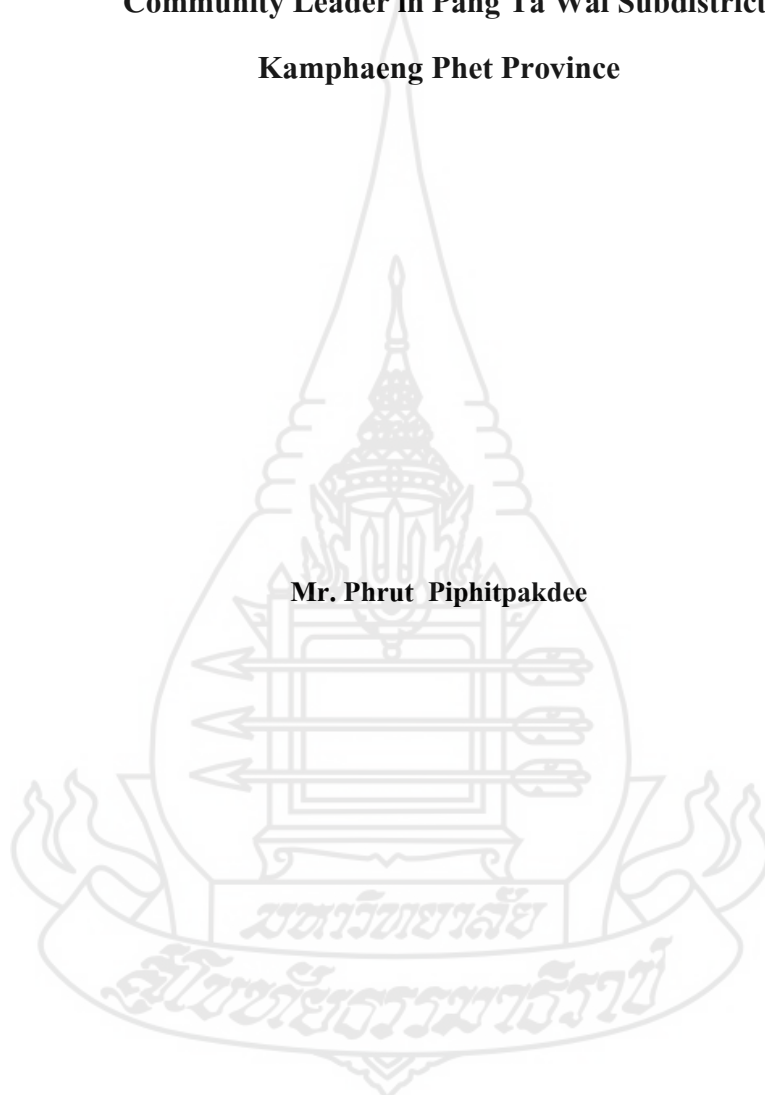 Community Leader in Pang Ta Wai Subdistrict
Kamphaeng Phet Province
Mr. Phrut Piphitpakdee
มหาวิทยาลัย
สุโขทัยธรรมาธิราช